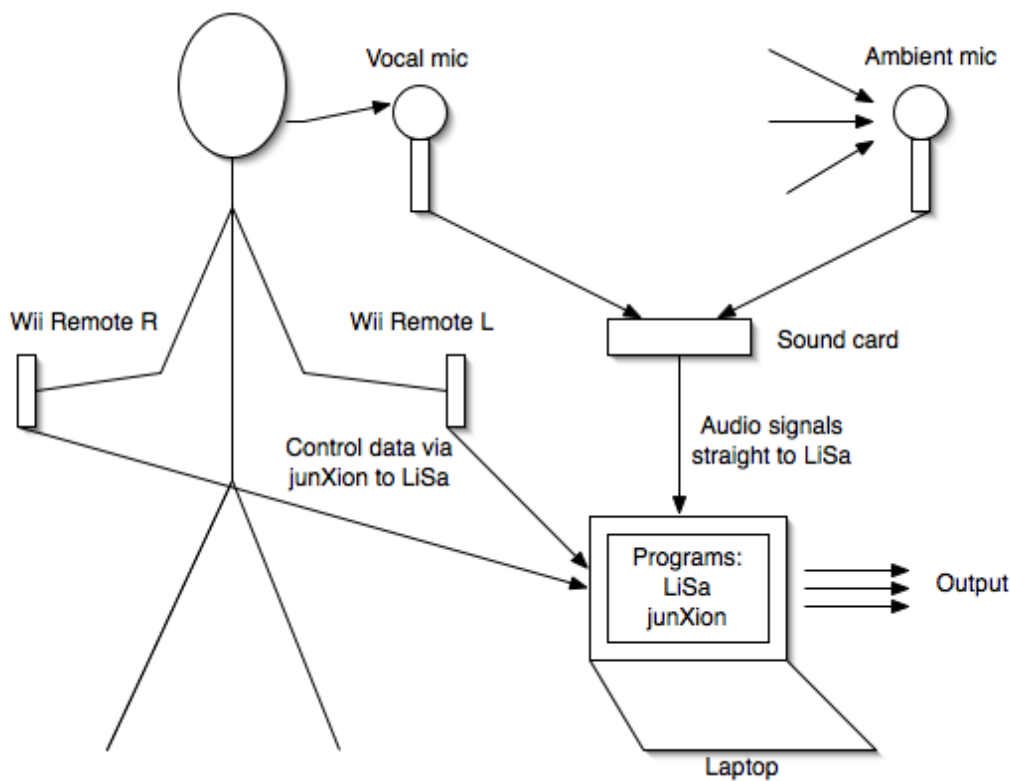 Vocal mic
Ambient mic
Wii Remote R
Wii Remote L
Sound card
Control data via
junXion to LiSa
Audio signals
straight to LiSa
Programs:
LiSa
junXion
Output
Laptop